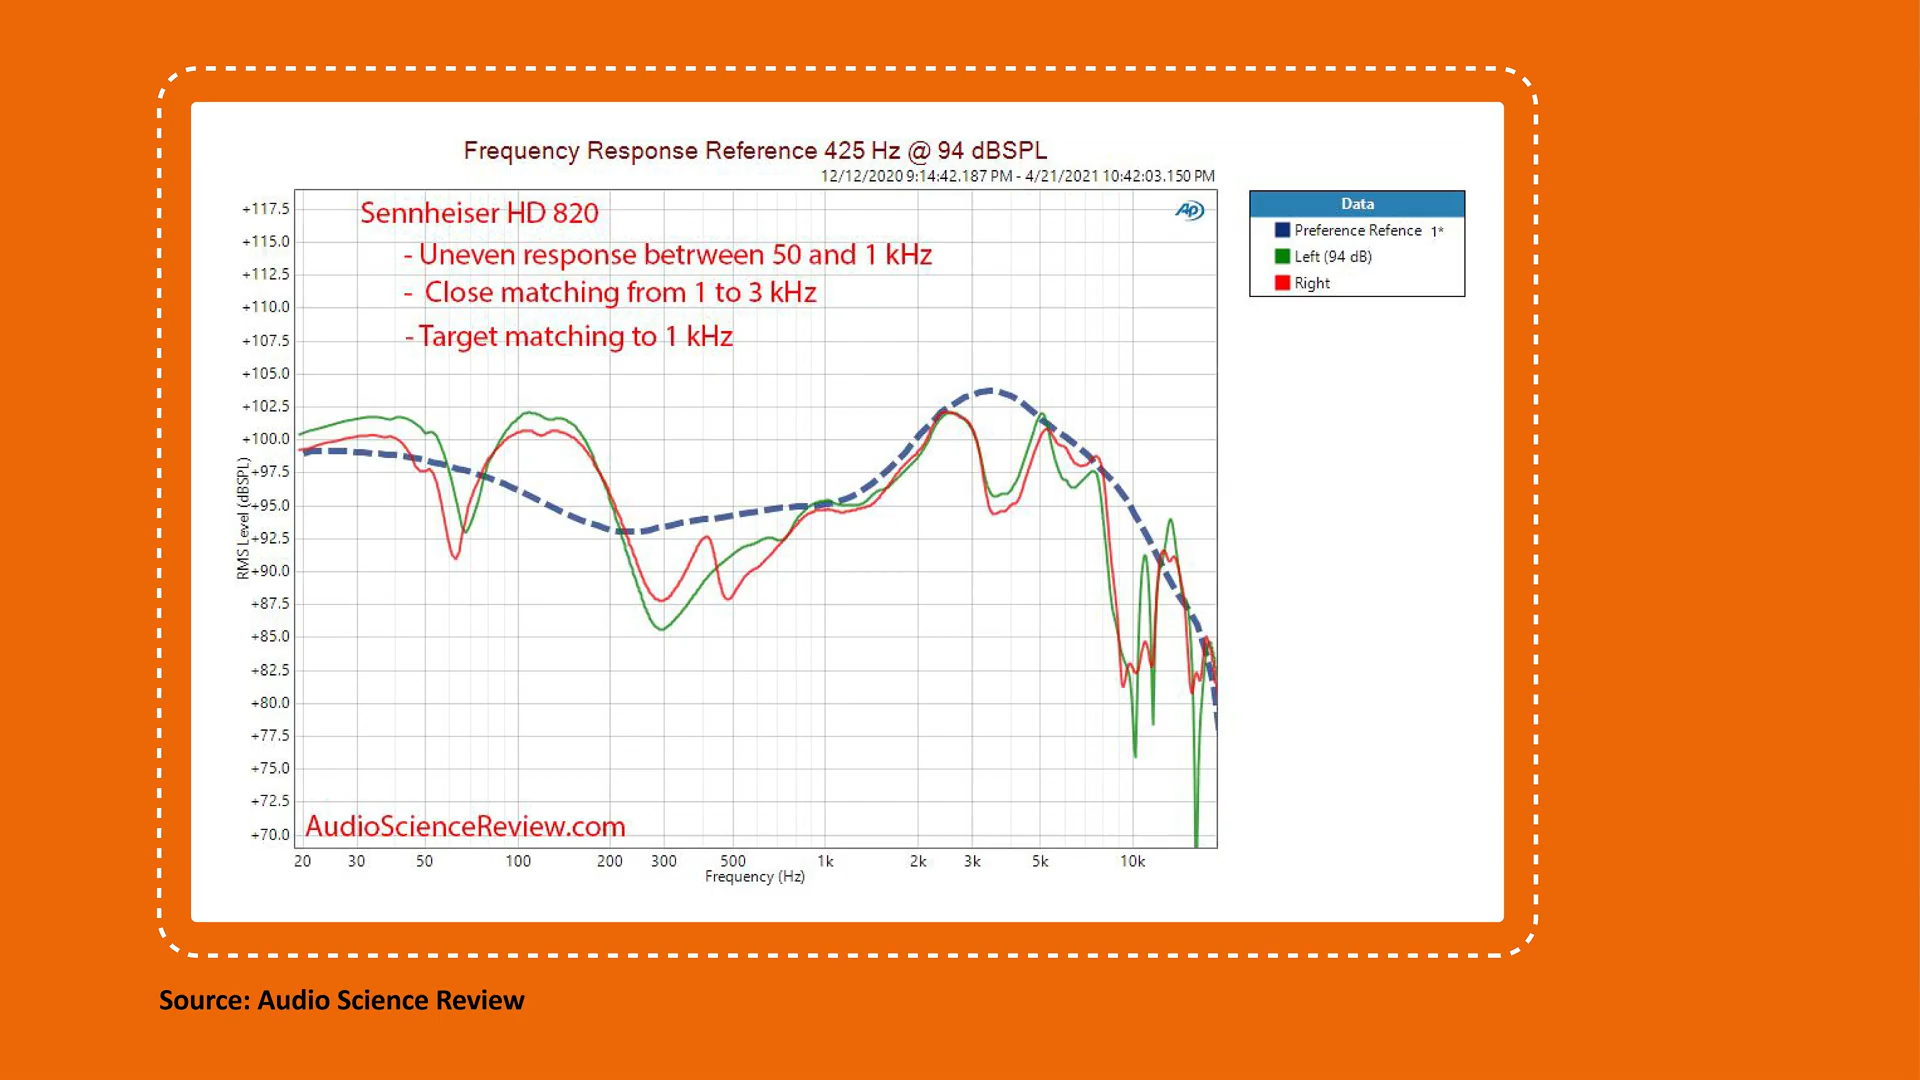 Frequency Response Reference 425 Hz @ 94 dBSPL
12/12/2020 9:14:42.187 PM - 4/21/2021 10:42:03.150 PM
Sennheiser HD 820
- Uneven response betrween 50 and 1 kHz
- Close matching from 1 to 3 kHz
- Target matching to 1 kHz
AP
Data
Preference Refence 1*
Left (94 dB)
Right
RMS Level (dBSPL)
+117.5
+115.0
+112.5
+110.0
+107.5
+105.0
+102.5
+100.0
+97.5
+95.0
+92.5
+90.0
+87.5
+85.0
+82.5
+80.0
+77.5
+75.0
+72.5
+70.0
AudioScienceReview.com
20 30 50 100 200 300 500 1k 2k 3k 5k 10k
Frequency (Hz)
Source: Audio Science Review